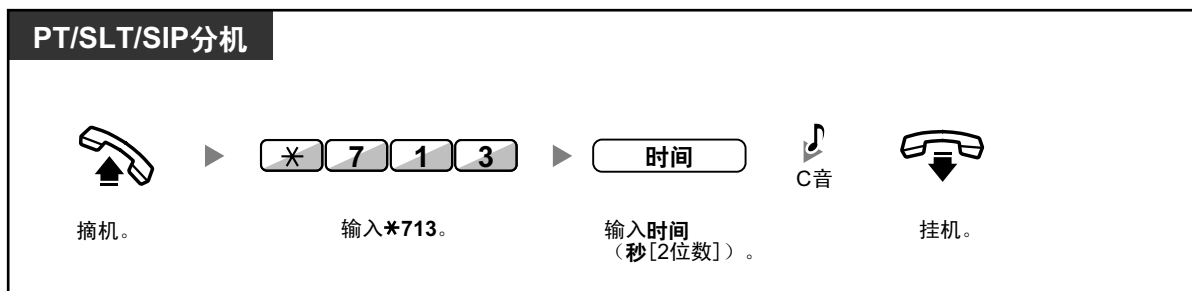 PT/SLT/SIP分机
＊ 7 1 3
时间
C音
摘机。
输入＊713。
输入时间
（秒[2位数]）。
挂机。